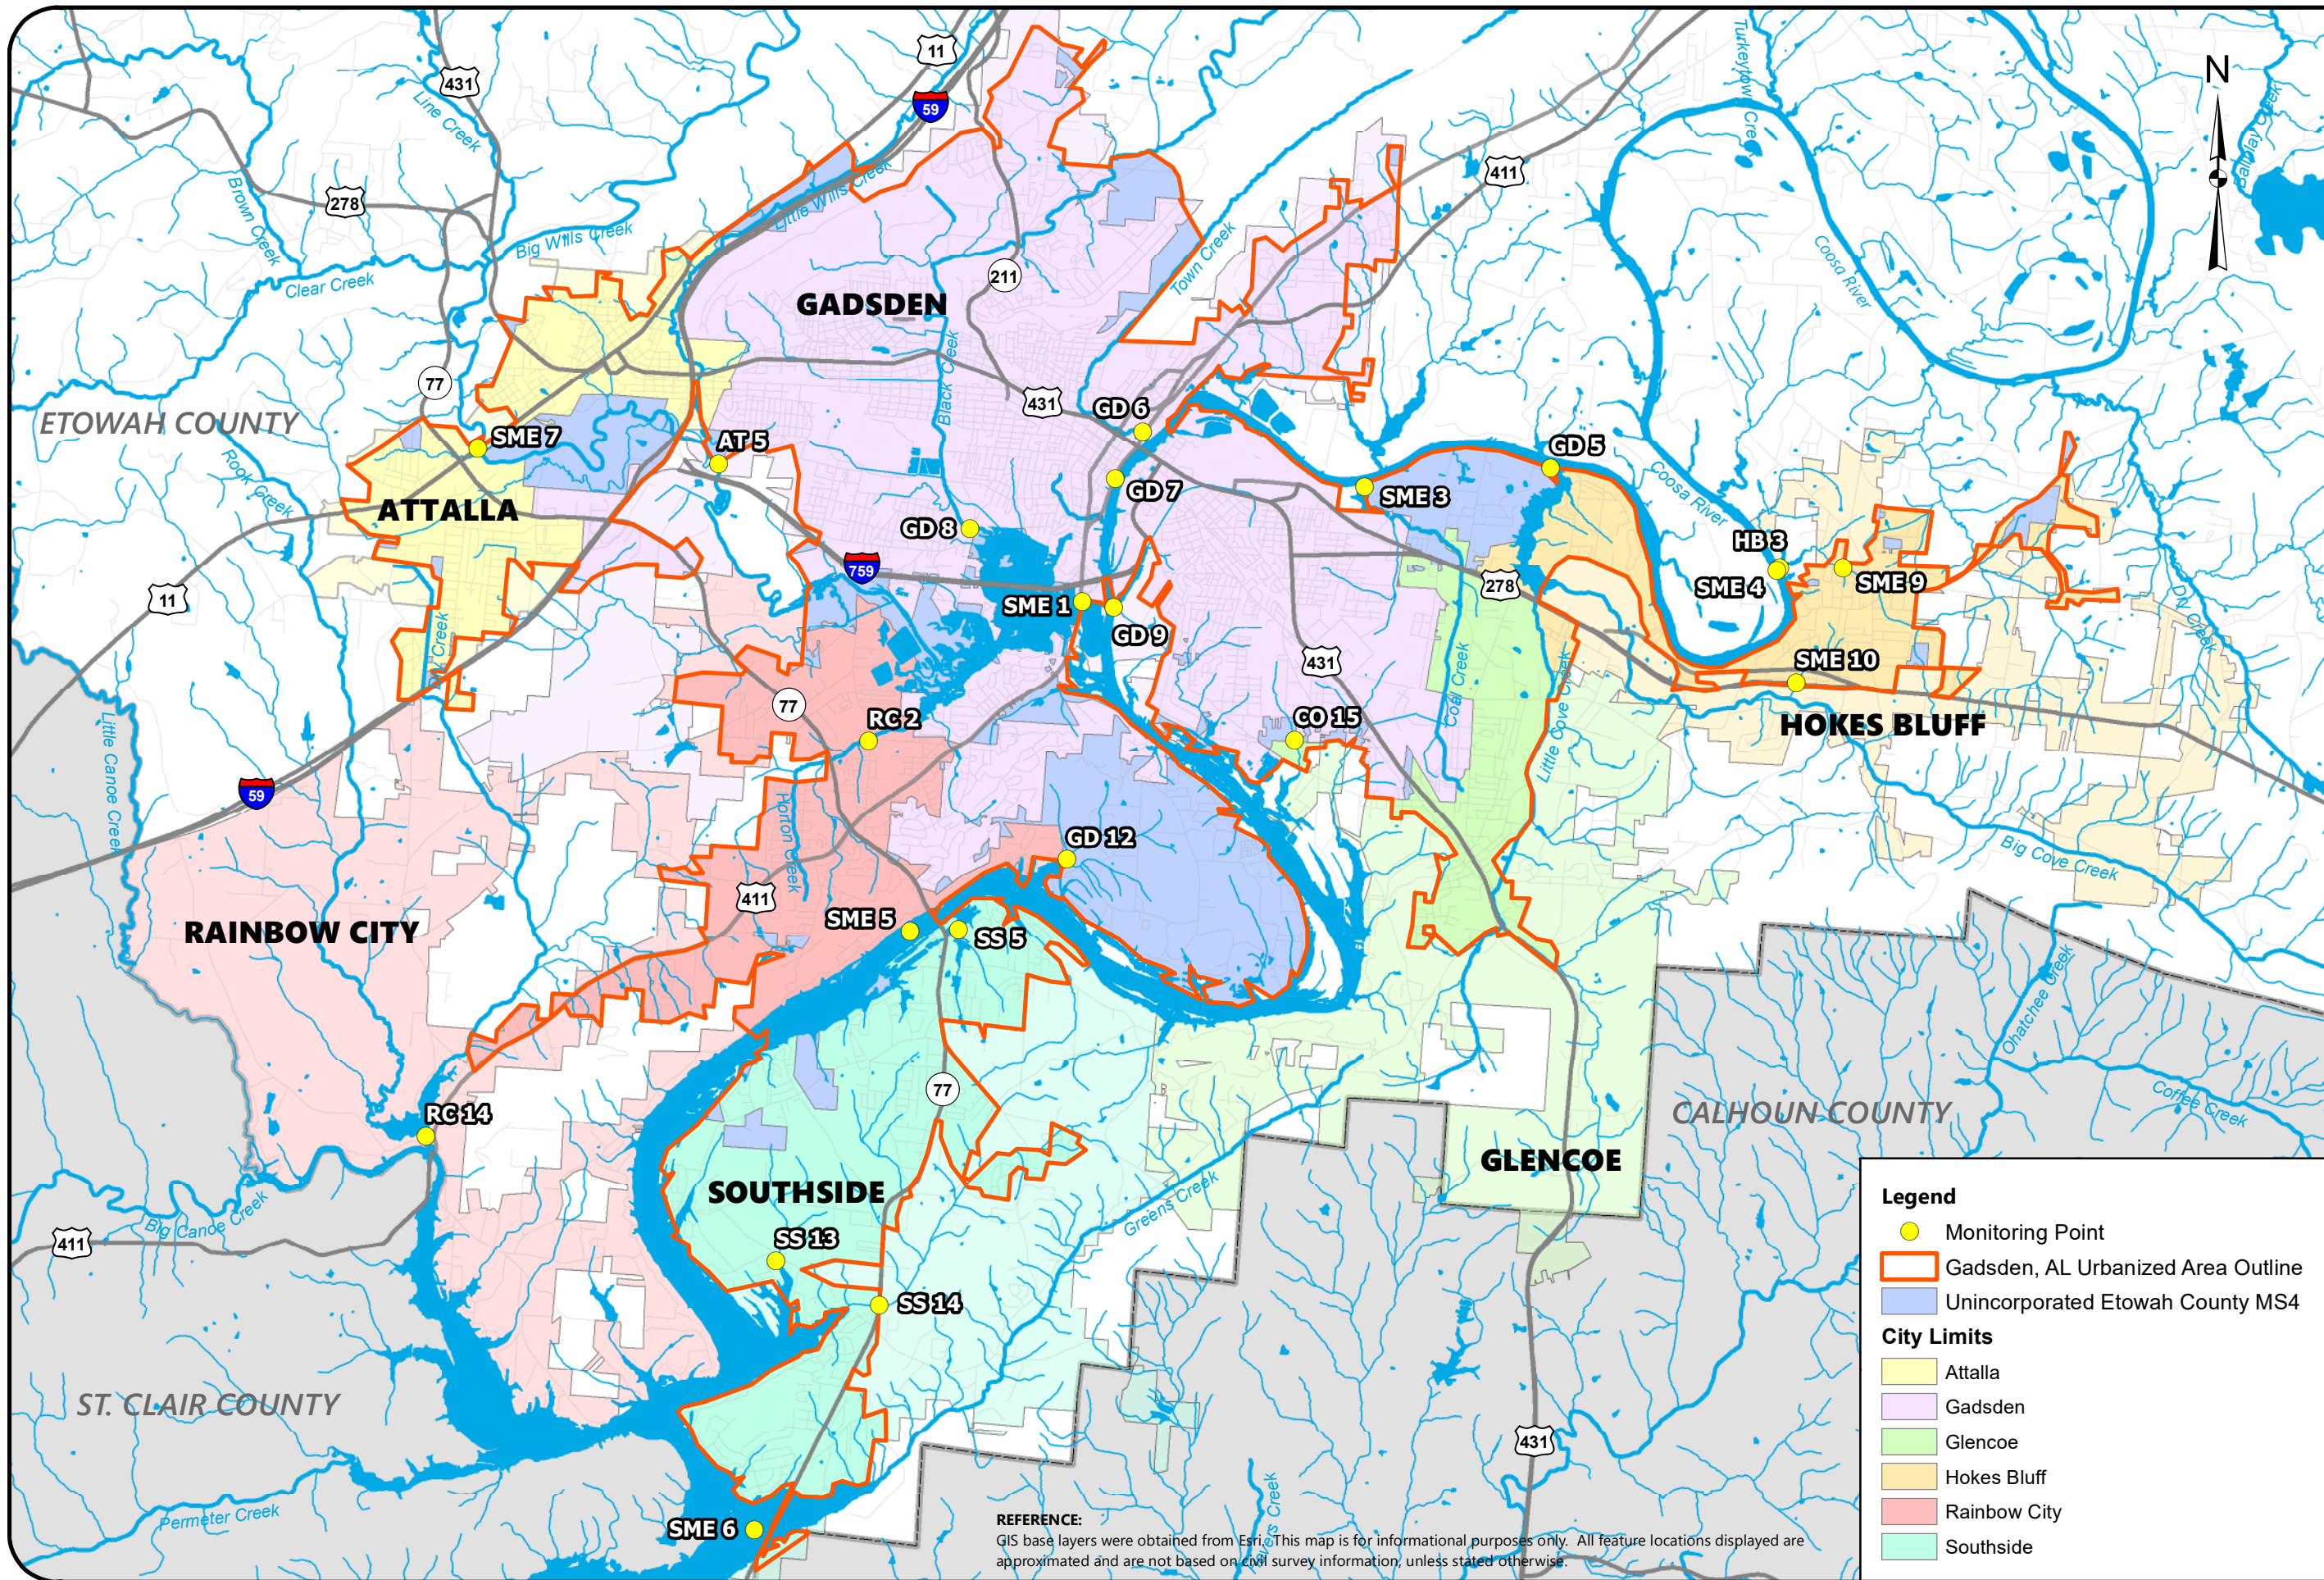 11
431
59
N
Turkeytown Creek
Ballplay Creek
Line Creek
411
Brown Creek
278
Little Wills Creek
Big Wills Creek
Town Creek
Coosa River
Clear Creek
211
GADSDEN
77
ETOWAH COUNTY
Black Creek
431
GD 6
SME 7
AT 5
GD 5
Rook Creek
GD 7
SME 3
Coosa River
ATTALLA
GD 8
HB 3
759
SME 4
SME 9
278
11
SME 1
GD 9
Dry Creek
431
SME 10
Coal Creek
Little Cove Creek
77
RC 2
CO 15
HOKES BLUFF
Little Canoe Creek
59
Horton Creek
GD 12
Big Cove Creek
411
RAINBOW CITY
SME 5
SS 5
Ohatchee Creek
77
RC 14
CALHOUN COUNTY
Coffee Creek
GLENCOE
SOUTHSIDE
Greens Creek
Big Canoe Creek
411
SS 13
SS 14
ST. CLAIR COUNTY
431
Permeter Creek
SME 6
Creek
REFERENCE:
GIS base layers were obtained from Esri. This map is for informational purposes only. All feature locations displayed are
approximated and are not based on civil survey information, unless stated otherwise.
Legend
Monitoring Point
Gadsden, AL Urbanized Area Outline
Unincorporated Etowah County MS4
City Limits
Attalla
Gadsden
Glencoe
Hokes Bluff
Rainbow City
Southside